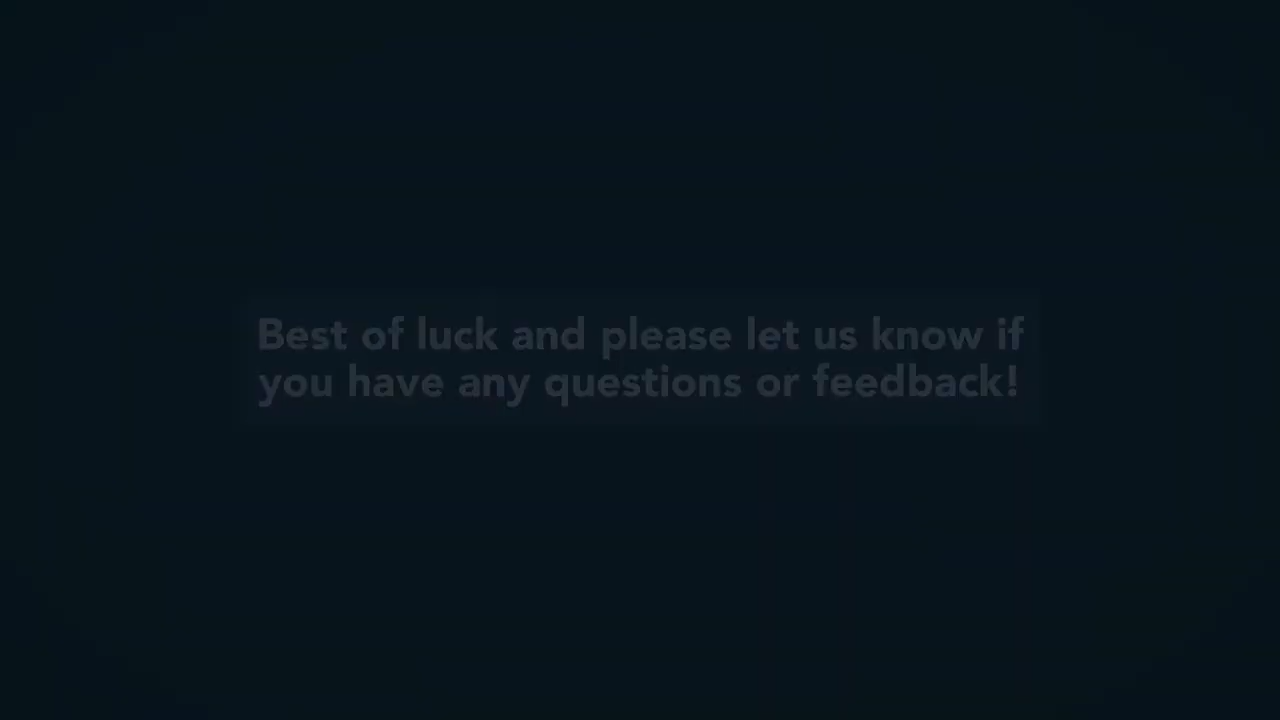 Best of luck and please let us know if
you have any questions or feedback!